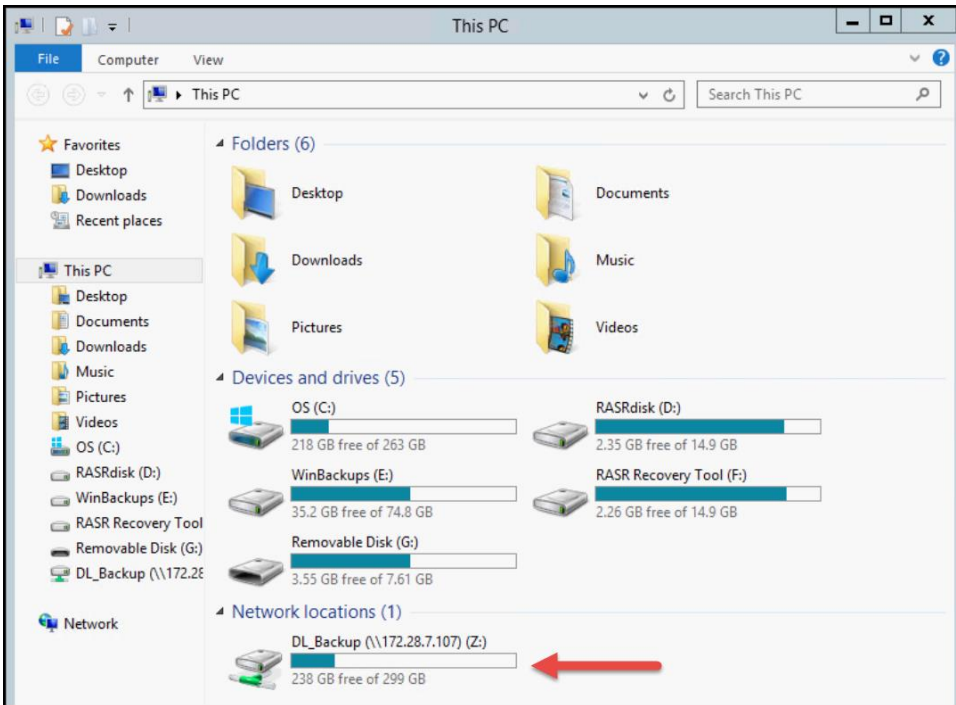 This PC
File Computer View
This PC
Search This PC
Favorites
Desktop
Downloads
Recent places
This PC
Desktop
Documents
Downloads
Music
Pictures
Videos
OS (C:)
RASRdisk (D:)
WinBackups (E:)
RASR Recovery Tool
Removable Disk (G:)
DL_Backup (\\172.28
Network
Folders (6)
Desktop
Documents
Downloads
Music
Pictures
Videos
Devices and drives (5)
OS (C:)
218 GB free of 263 GB
RASRdisk (D:)
2.35 GB free of 14.9 GB
WinBackups (E:)
35.2 GB free of 74.8 GB
RASR Recovery Tool (F:)
2.26 GB free of 14.9 GB
Removable Disk (G:)
3.55 GB free of 7.61 GB
Network locations (1)
DL_Backup (\\172.28.7.107) (Z:)
238 GB free of 299 GB